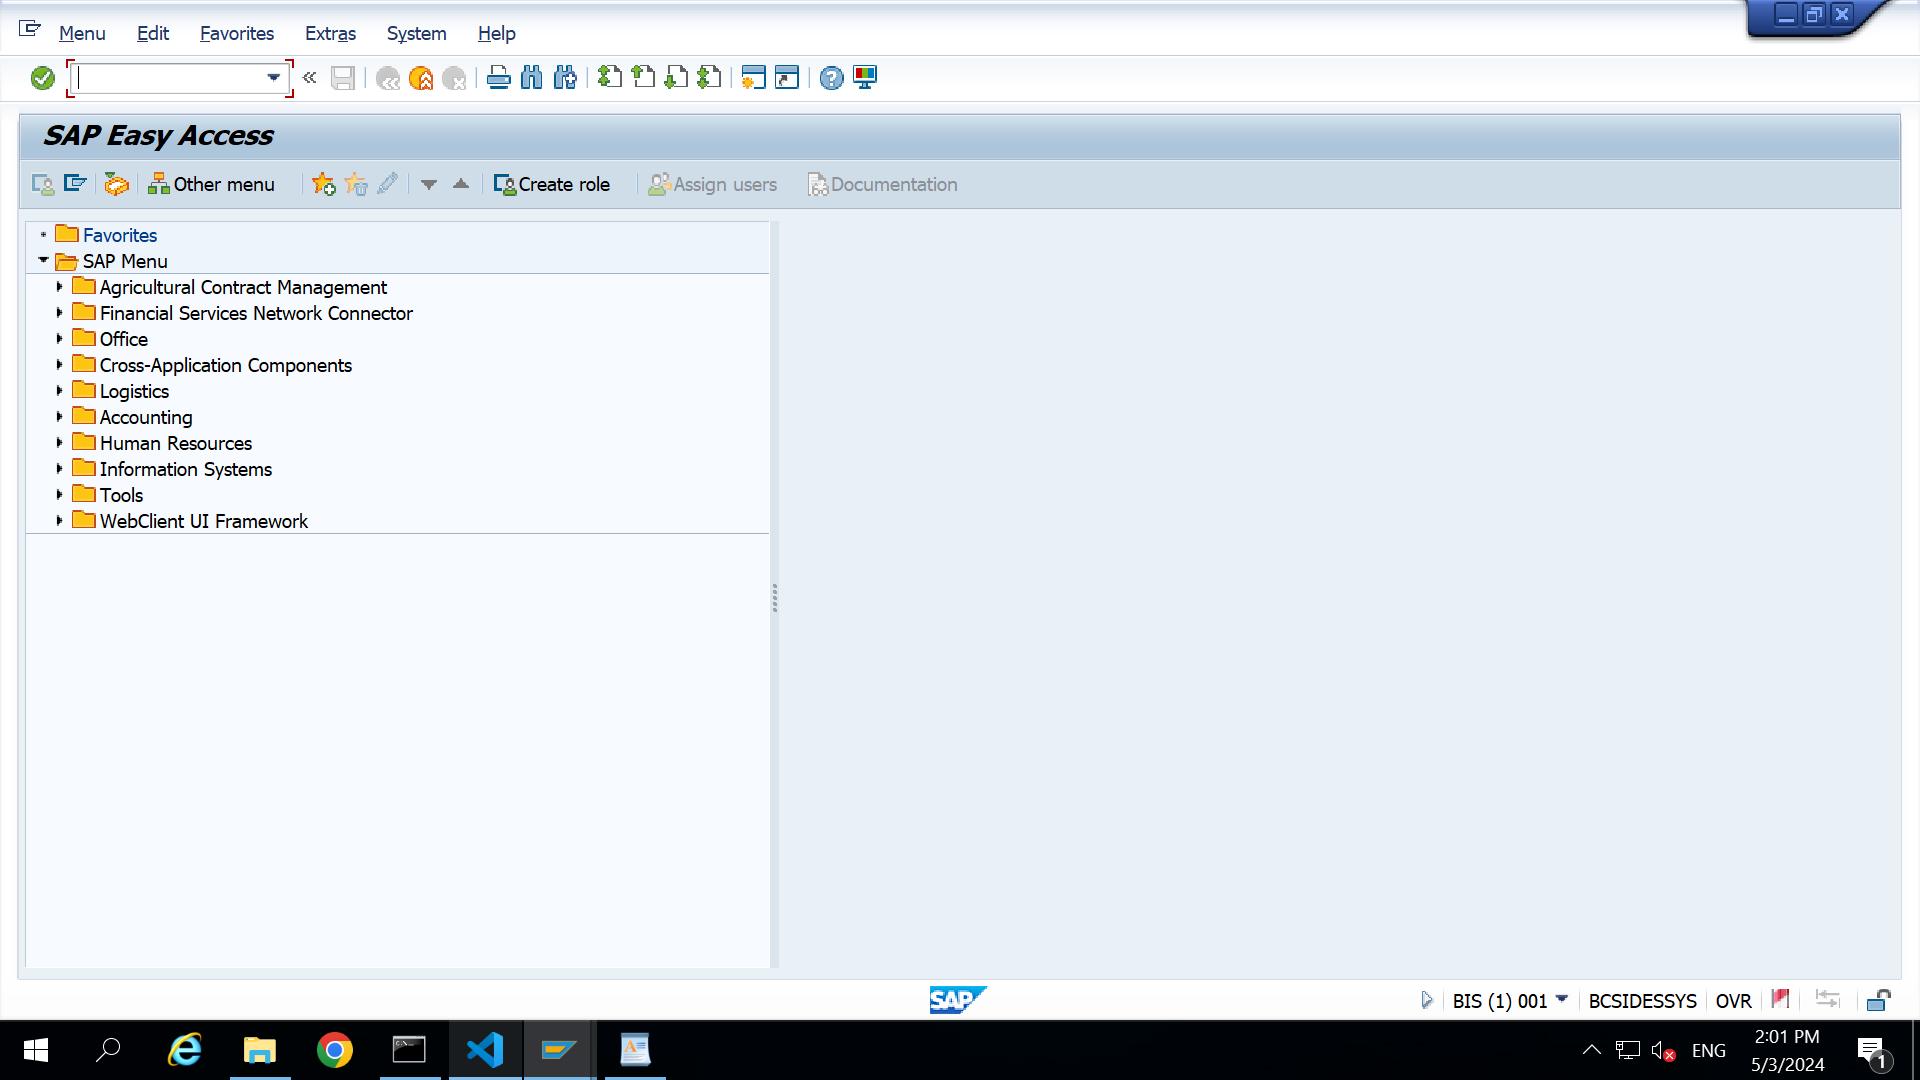 Menu Edit Favorites Extras System Help
SAP Easy Access
Other menu Create role Assign users Documentation
Favorites
SAP Menu
Agricultural Contract Management
Financial Services Network Connector
Office
Cross-Application Components
Logistics
Accounting
Human Resources
Information Systems
Tools
WebClient UI Framework
SAP BIS (1) 001 BCSIDESSYS OVR
ENG
2:01 PM
5/3/2024
1